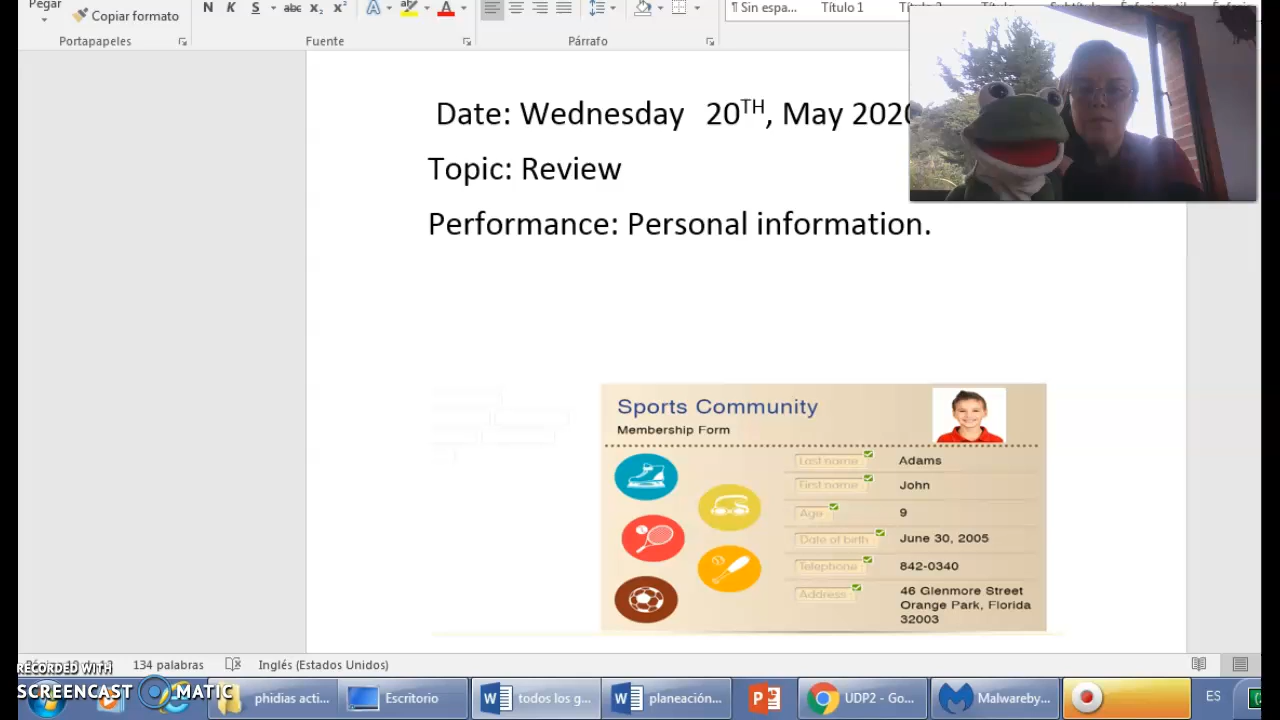 Pegar
Copiar formato
N K S abc x₂ x²
A
Título 1
¶ Sin espa...
Portapapeles
Fuente
Párrafo
Date: Wednesday 20TH, May 2020
Topic: Review
Performance: Personal information.
Sports Community
Membership Form
Last name Adams
First name John
Age 9
Date of birth June 30, 2005
Telephone 842-0340
Address 46 Glenmore Street
Orange Park, Florida
32003
134 palabras
Inglés (Estados Unidos)
RECORDED WITH
SCREENCAST MATIC
phidias acti...
Escritorio
todos los g...
planeación...
UDP2 - Go...
Malwareby...
ES